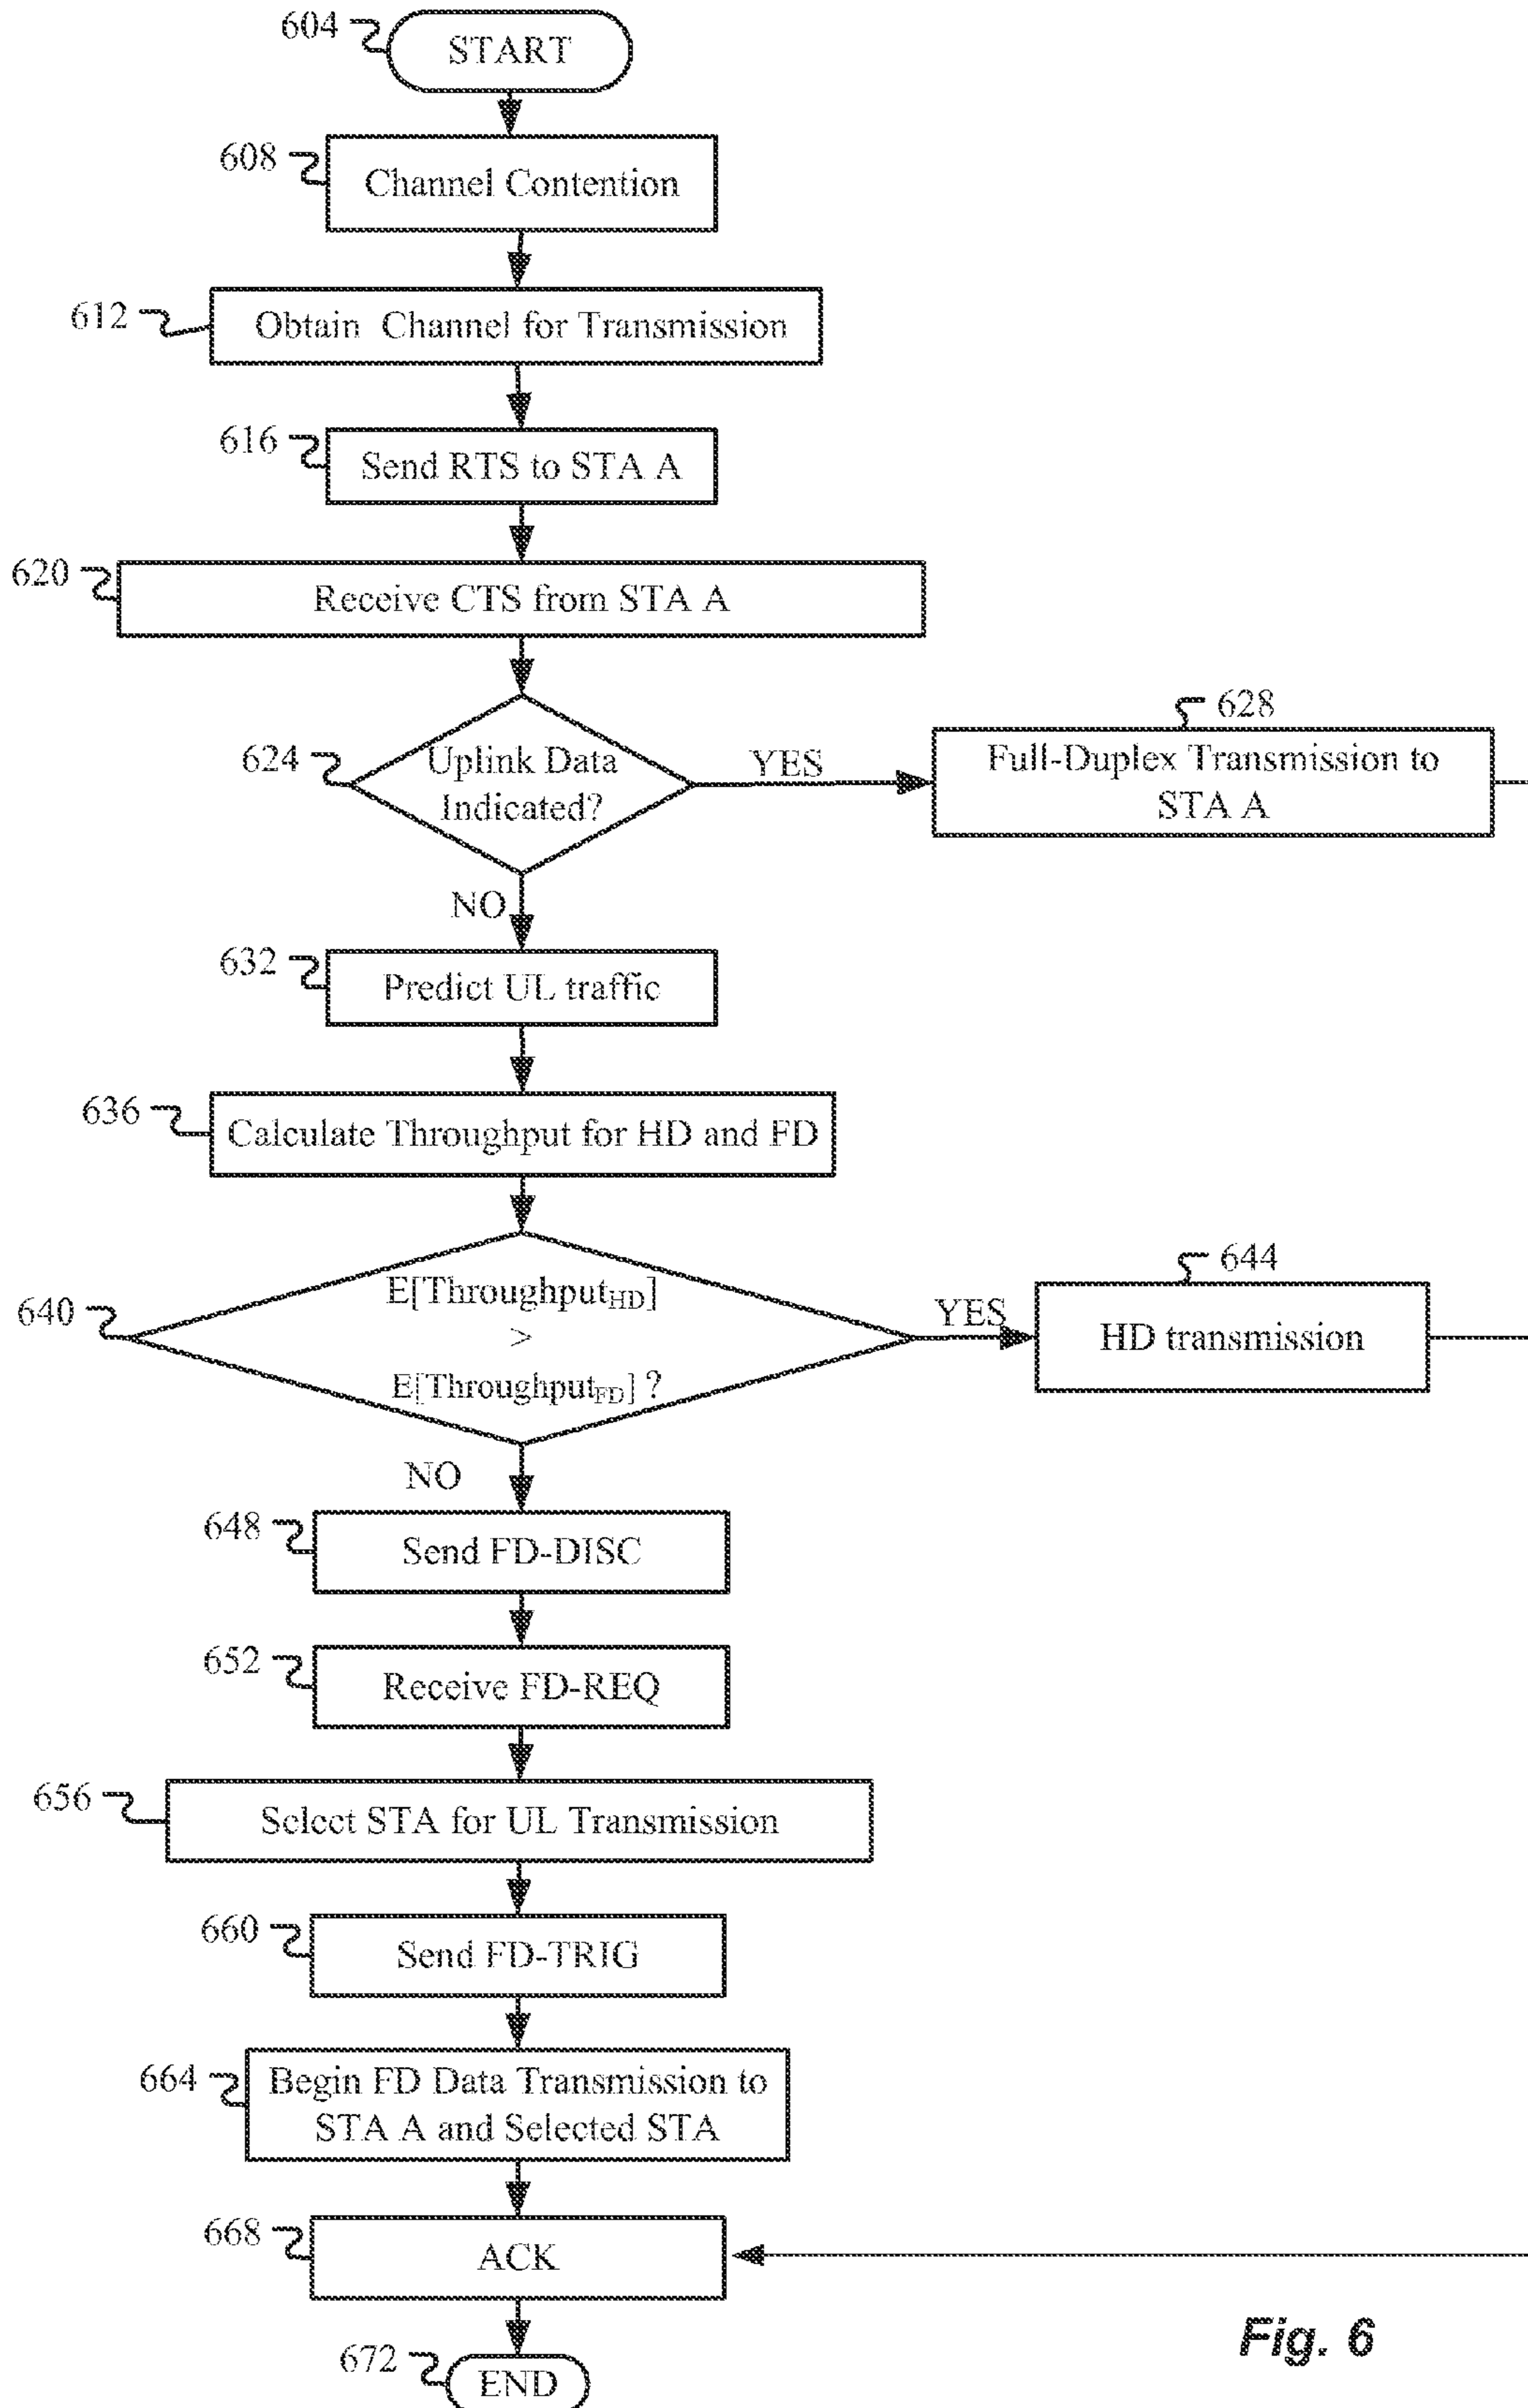 604
START
608
Channel Contention
612
Obtain Channel for Transmission
616
Send RTS to STA A
620
Receive CTS from STA A
624
Uplink Data
Indicated?
YES
628
Full-Duplex Transmission to
STA A
NO
632
Predict UL traffic
636
Calculate Throughput for HD and FD
640
E[ThroughputHD]
>
E[ThroughputFD] ?
YES
644
HD transmission
NO
648
Send FD-DISC
652
Receive FD-REQ
656
Select STA for UL Transmission
660
Send FD-TRIG
664
Begin FD Data Transmission to
STA A and Selected STA
668
ACK
672
END
Fig. 6